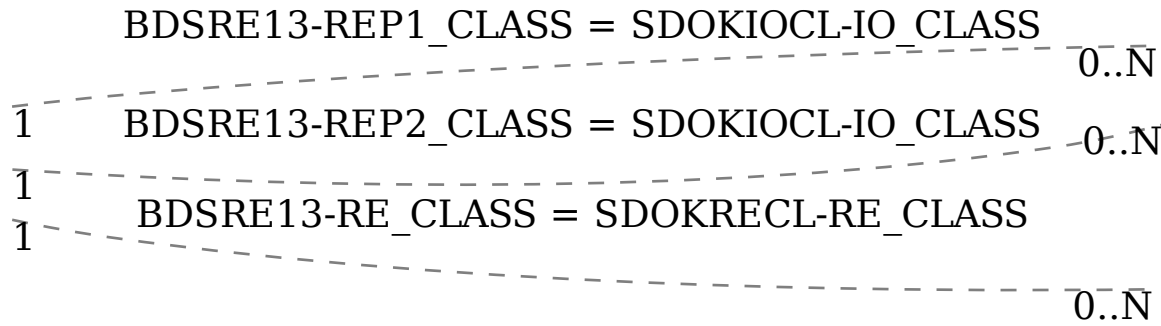 BDSRE13-REP1_CLASS = SDOKIOCL-IO_CLASS
0..N
1
BDSRE13-REP2_CLASS = SDOKIOCL-IO_CLASS
0..N
1
BDSRE13-RE_CLASS = SDOKRECL-RE_CLASS
1
0..N